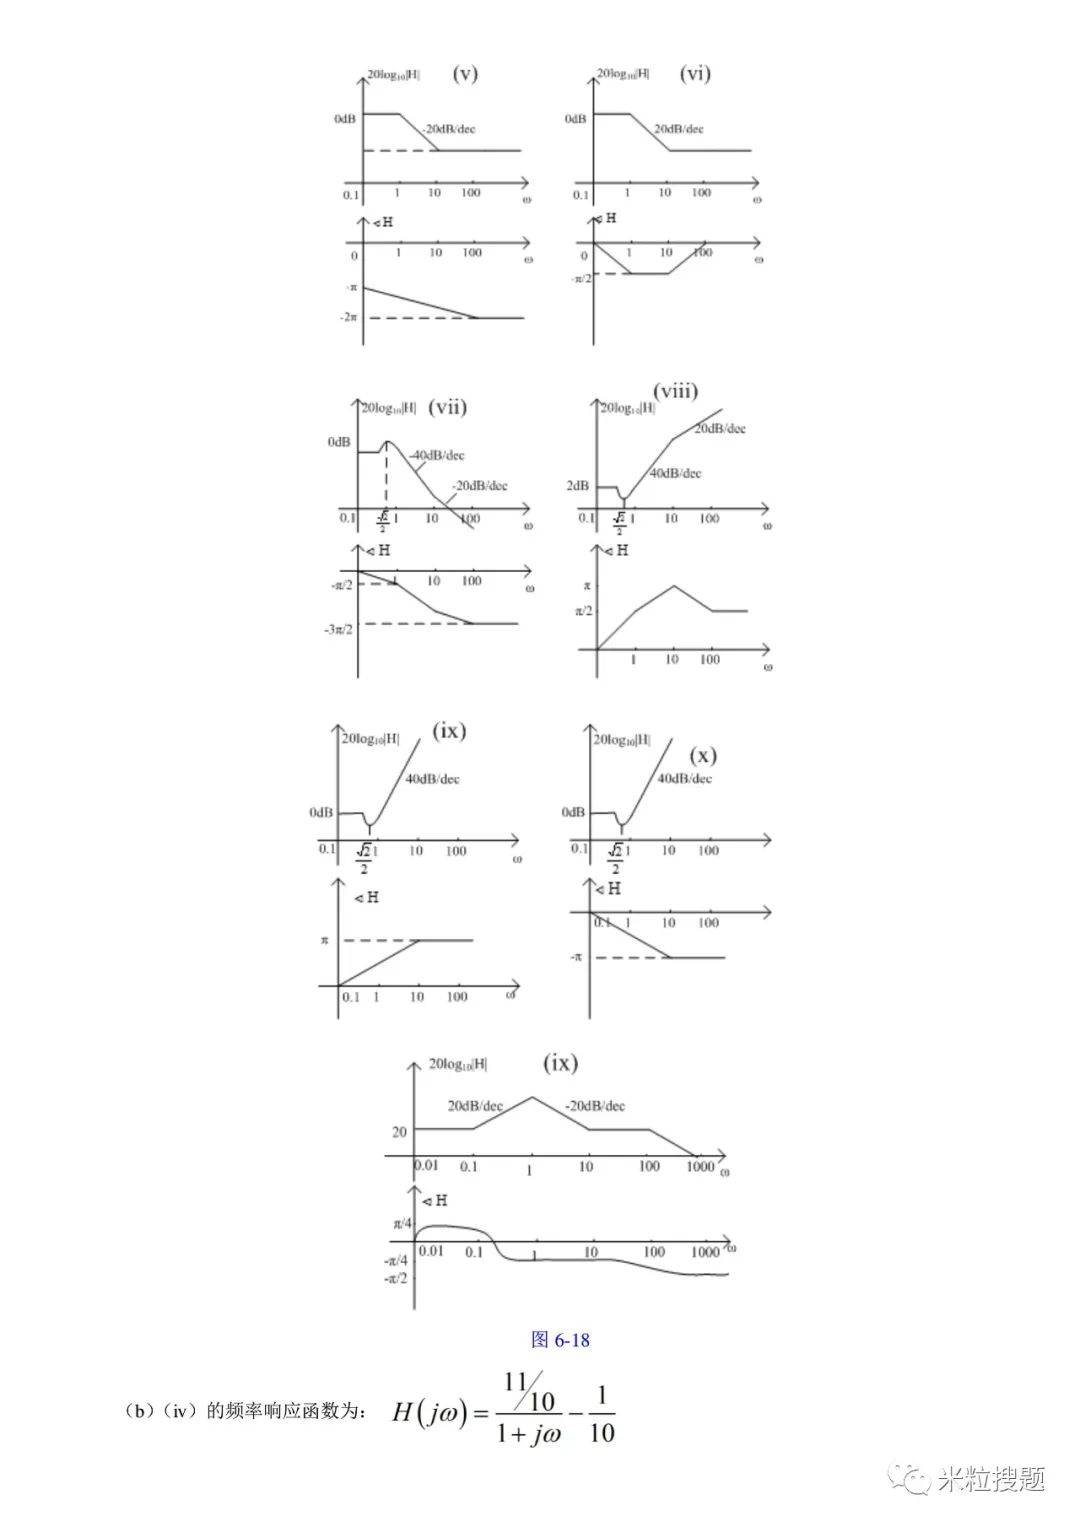 20log₁₀|H| (v)
0dB
-20dB/dec
0.1 1 10 100 ω
∢H
0 1 10 100 ω
-π
-2π
20log₁₀|H| (vi)
0dB
20dB/dec
0.1 1 10 100 ω
∢H
0 1 10 100 ω
-π/2
20log₁₀|H| (vii)
0dB
-40dB/dec
-20dB/dec
0.1 √2/2 1 10 100 ω
∢H
1 10 100 ω
-π/2
-3π/2
(viii)
20log₁₀|H|
20dB/dec
40dB/dec
2dB
0.1 √2/2 1 10 100 ω
∢H
π
π/2
1 10 100 ω
20log₁₀|H| (ix)
40dB/dec
0dB
0.1 √2/2 1 10 100 ω
∢H
π
0.1 1 10 100 ω
20log₁₀|H| (x)
40dB/dec
0dB
0.1 √2/2 1 10 100
∢H
0.1 1 10 100
-π
20log₁₀|H| (ix)
20dB/dec -20dB/dec
20
0.01 0.1 1 10 100 1000 ω
∢H
π/4
0.01 0.1 1 10 100 1000 ω
-π/4
-π/2
图 6-18
（b）（iv）的频率响应函数为： H(jω) = (11/10)/(1+jω) − 1/10
米粒搜题